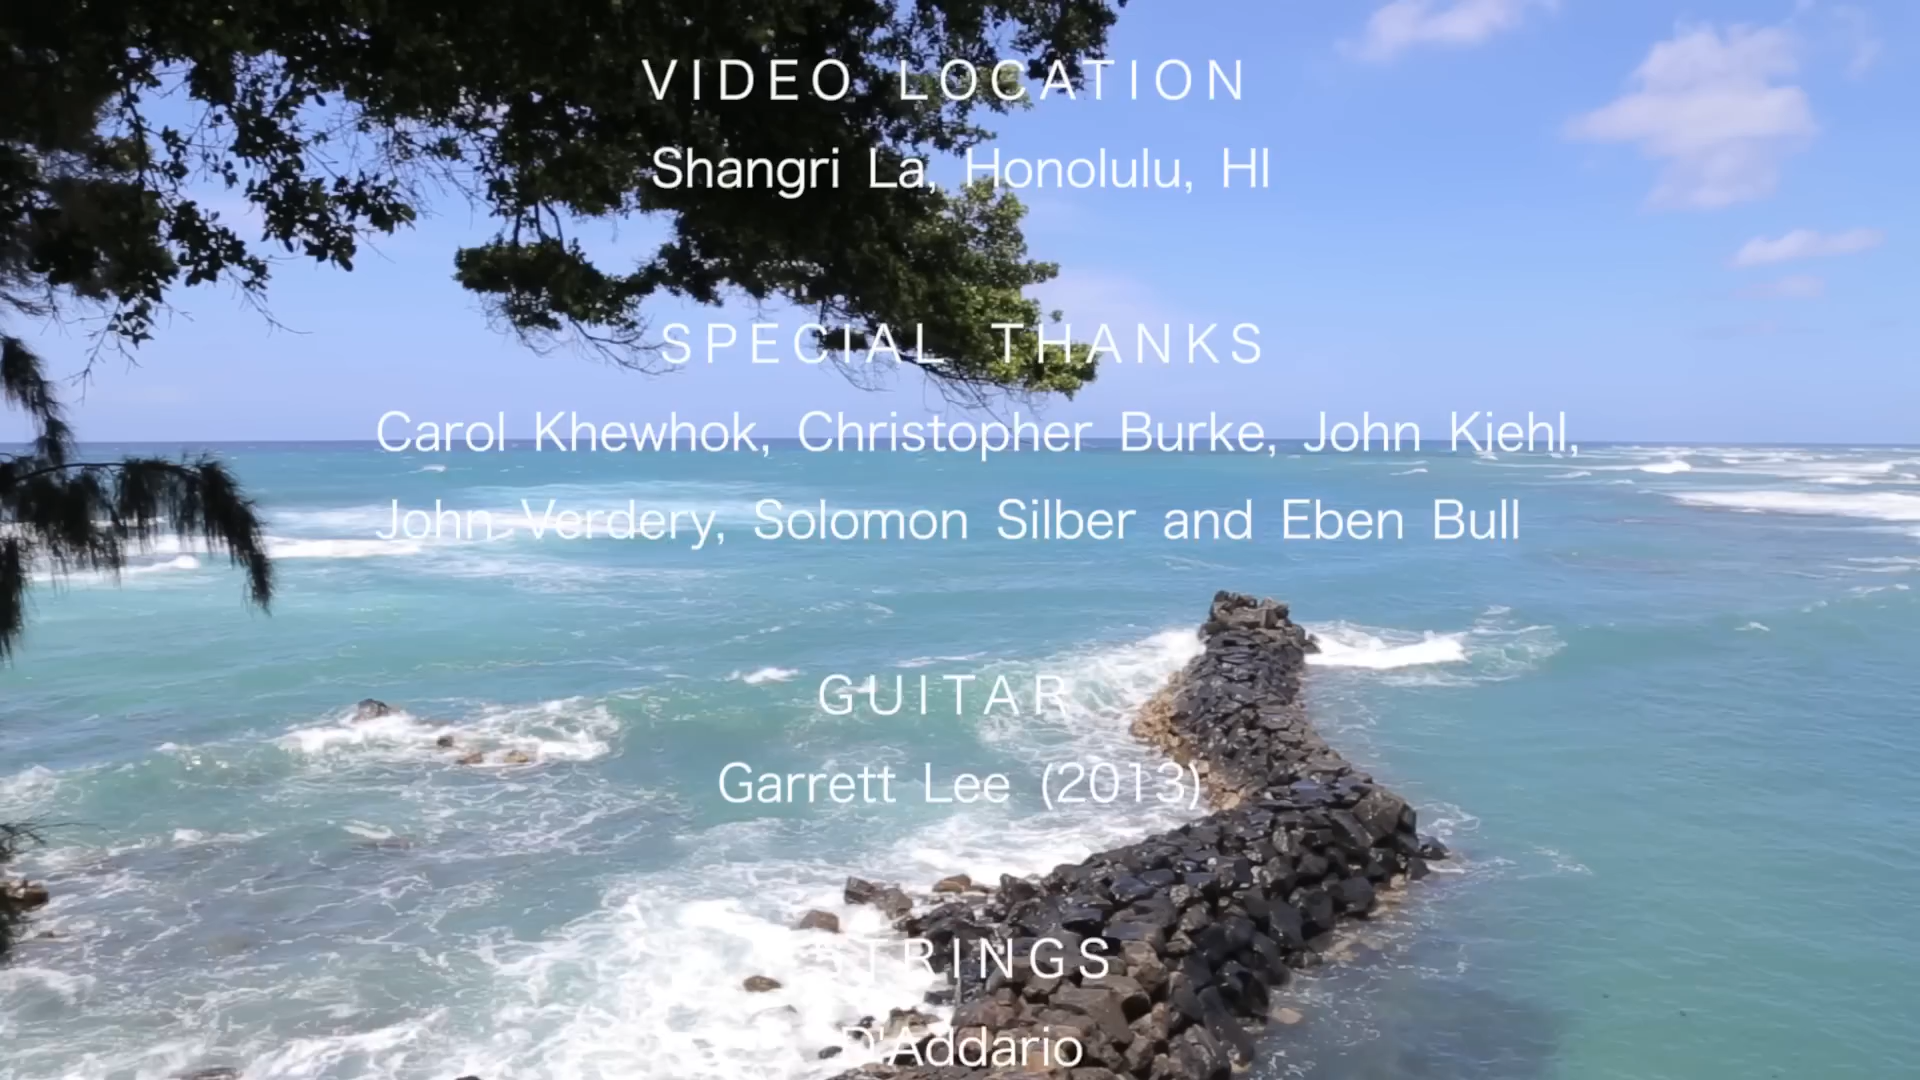 VIDEO LOCATION
Shangri La, Honolulu, HI
SPECIAL THANKS
Carol Khewhok, Christopher Burke, John Kiehl,
John Verdery, Solomon Silber and Eben Bull
GUITAR
Garrett Lee (2013)
STRINGS
D'Addario